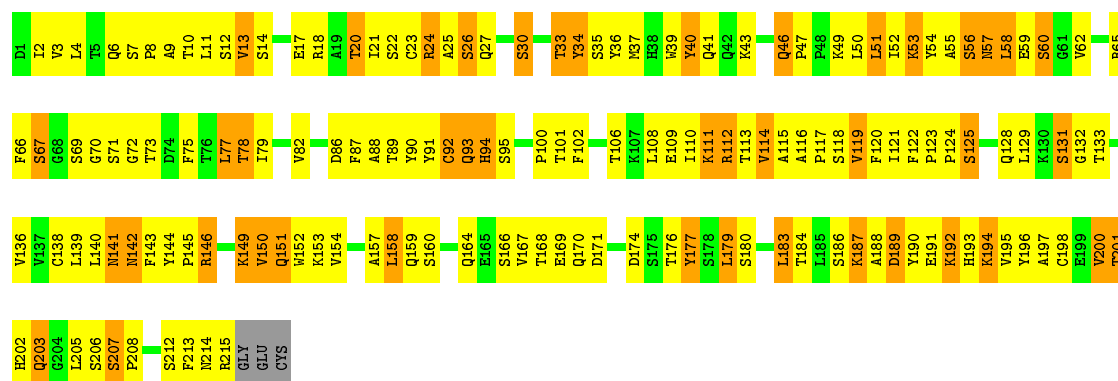 D1 I2 V3 L4 T5 Q6 S7 P8 A9 T10 L11 S12 V13 S14 E17 R18 A19 T20 I21 S22 C23 R24 A25 S26 Q27 S30 T33 Y34 S35 Y36 M37 H38 W39 Y40 Q41 Q42 K43 Q46 P47 P48 K49 L50 L51 I52 K53 Y54 A55 S56 N57 L58 E59 S60 G61 V62 R65
F66 S67 G68 S69 G70 S71 G72 T73 D74 F75 T76 L77 T78 I79 V82 D86 F87 A88 T89 Y90 Y91 C92 Q93 H94 S95 P100 T101 F102 T106 K107 L108 E109 I110 K111 R112 T113 V114 A115 A116 P117 S118 V119 F120 I121 F122 P123 P124 S125 Q128 L129 K130 S131 G132 T133
V136 V137 C138 L139 L140 N141 N142 F143 Y144 P145 R146 K149 V150 Q151 W152 K153 V154 A157 L158 Q159 S160 Q164 E165 S166 V167 T168 E169 Q170 D171 D174 S175 T176 Y177 S178 L179 S180 L183 T184 L185 S186 K187 A188 D189 Y190 E191 K192 H193 K194 V195 Y196 A197 C198 E199 V200 T201
H202 Q203 G204 L205 S206 S207 P208 S212 F213 N214 R215 GLY GLU CYS